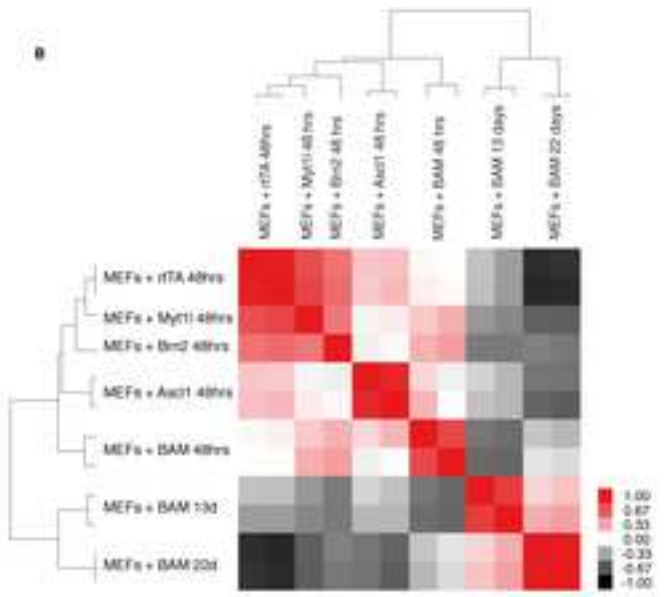 B
MEFs + rtTA 48hrs
MEFs + Myt1l 48 hrs
MEFs + Brn2 48 hrs
MEFs + Ascl1 48 hrs
MEFs + BAM 48 hrs
MEFs + BAM 13 days
MEFs + BAM 22 days
MEFs + rtTA 48hrs
MEFs + Myt1l 48hrs
MEFs + Brn2 48hrs
MEFs + Ascl1 48hrs
MEFs + BAM 48hrs
MEFs + BAM 13d
MEFs + BAM 22d
1.00
0.67
0.33
0.00
-0.33
-0.67
-1.00